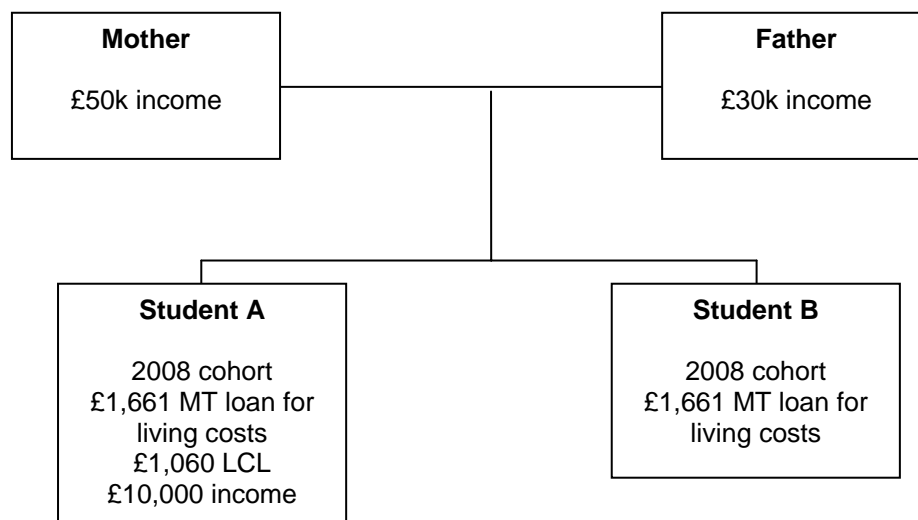 Mother
£50k income
Father
£30k income
Student A
2008 cohort
£1,661 MT loan for
living costs
£1,060 LCL
£10,000 income
Student B
2008 cohort
£1,661 MT loan for
living costs